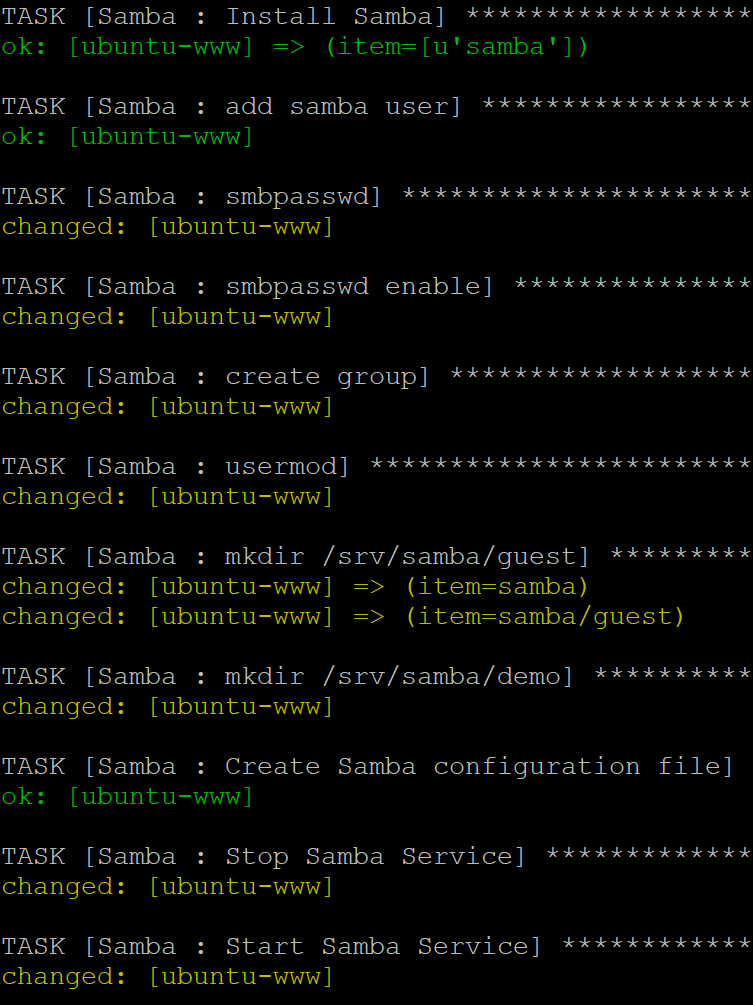 TASK [Samba : Install Samba] ******************
ok: [ubuntu-www] => (item=[u'samba'])
TASK [Samba : add samba user] *****************
ok: [ubuntu-www]
TASK [Samba : smbpasswd] **********************
changed: [ubuntu-www]
TASK [Samba : smbpasswd enable] ***************
changed: [ubuntu-www]
TASK [Samba : create group] *******************
changed: [ubuntu-www]
TASK [Samba : usermod] ************************
changed: [ubuntu-www]
TASK [Samba : mkdir /srv/samba/guest] *********
changed: [ubuntu-www] => (item=samba)
changed: [ubuntu-www] => (item=samba/guest)
TASK [Samba : mkdir /srv/samba/demo] **********
changed: [ubuntu-www]
TASK [Samba : Create Samba configuration file]
ok: [ubuntu-www]
TASK [Samba : Stop Samba Service] *************
changed: [ubuntu-www]
TASK [Samba : Start Samba Service] ************
changed: [ubuntu-www]